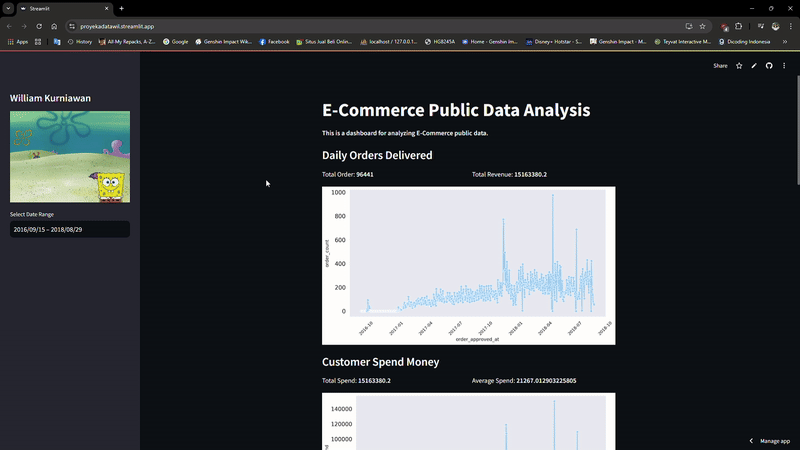 Streamlit
proyekadatawil.streamlit.app
Apps
History
All My Repacks, A-Z...
Google
Genshin Impact Wiki...
Facebook
Situs Jual Beli Online...
localhost / 127.0.0.1...
HGB245A
Home - Genshin Im...
Disney+ Hotstar - S...
Genshin Impact - M...
Teyvat Interactive M...
Dicoding Indonesia
Share
William Kurniawan
Select Date Range
2016/09/15 – 2018/08/29
E-Commerce Public Data Analysis
This is a dashboard for analyzing E-Commerce public data.
Daily Orders Delivered
Total Order: 96441
Total Revenue: 15163380.2
1000
800
600
400
200
0
order_count
2016-10
2017-01
2017-04
2017-07
2017-10
2018-01
2018-04
2018-07
2018-10
order_approved_at
Customer Spend Money
Total Spend: 15163380.2
Average Spend: 21267.012903225805
140000
120000
100000
Manage app